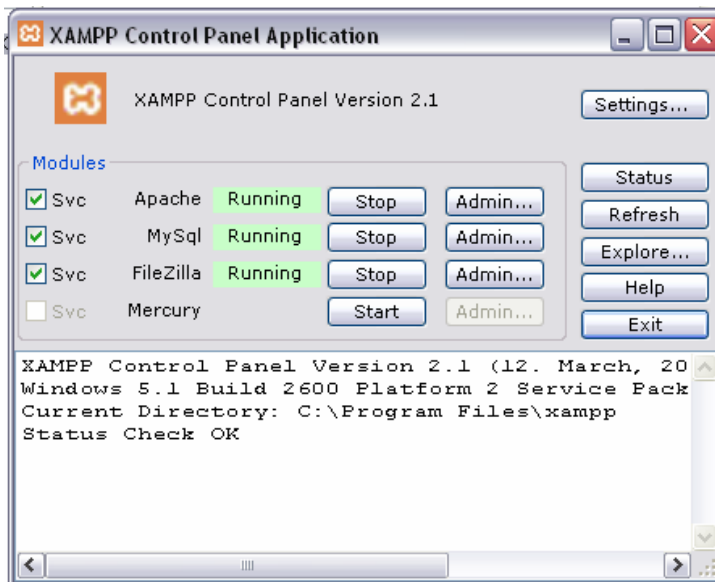 XAMPP Control Panel Application
XAMPP Control Panel Version 2.1
Settings...
Modules
Svc Apache Running Stop Admin...
Svc MySql Running Stop Admin...
Svc FileZilla Running Stop Admin...
Svc Mercury Start Admin...
Status
Refresh
Explore...
Help
Exit
XAMPP Control Panel Version 2.1 (12. March, 20
Windows 5.1 Build 2600 Platform 2 Service Pack
Current Directory: C:\Program Files\xampp
Status Check OK